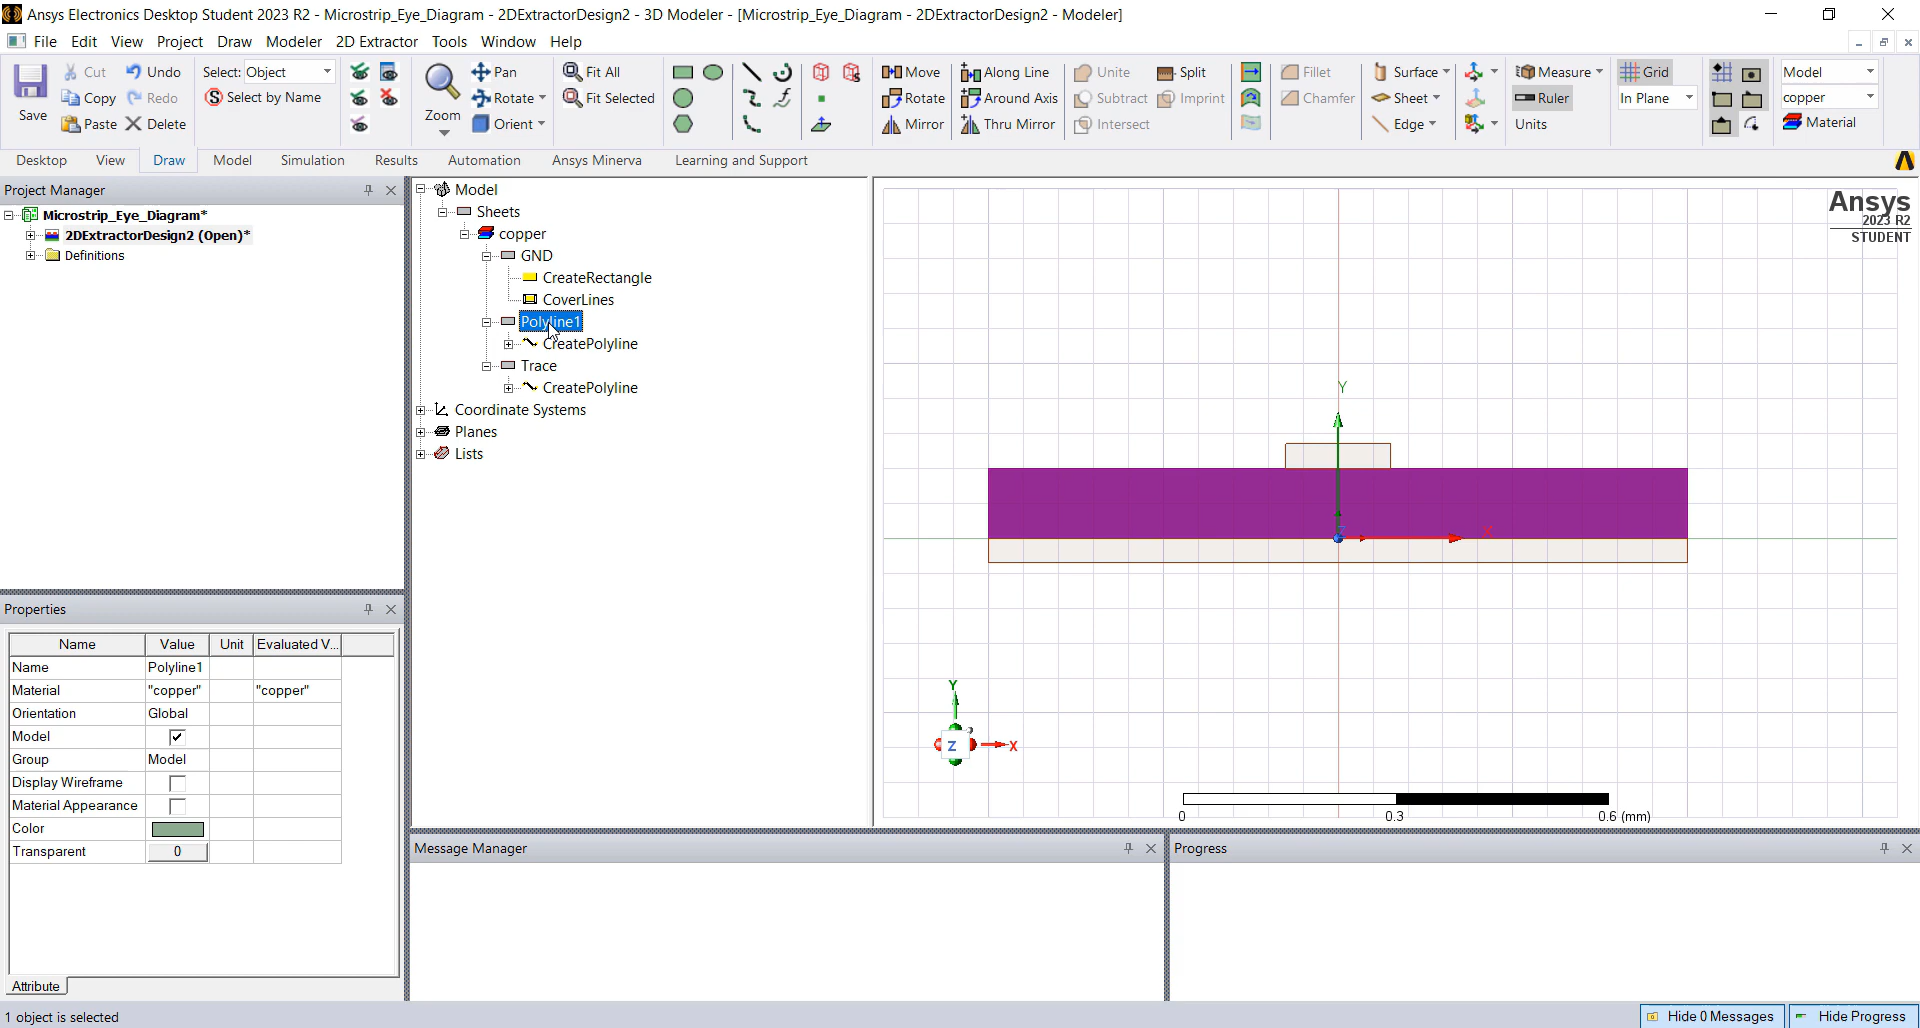 Ansys Electronics Desktop Student 2023 R2 - Microstrip_Eye_Diagram - 2DExtractorDesign2 - 3D Modeler - [Microstrip_Eye_Diagram - 2DExtractorDesign2 - Modeler]
File Edit View Project Draw Modeler 2D Extractor Tools Window Help
Cut Undo Select: Object Pan Fit All Move Along Line Unite Split Fillet Surface Measure Grid Model
Save Copy Redo Select by Name Zoom Rotate Fit Selected Rotate Around Axis Subtract Imprint Chamfer Sheet Ruler In Plane copper
Paste Delete Orient Mirror Thru Mirror Intersect Edge Units Material
Desktop View Draw Model Simulation Results Automation Ansys Minerva Learning and Support
Project Manager
Microstrip_Eye_Diagram*
2DExtractorDesign2 (Open)*
Definitions
Model
Sheets
copper
GND
CreateRectangle
CoverLines
Polyline1
CreatePolyline
Trace
CreatePolyline
Coordinate Systems
Planes
Lists
Ansys
2023 R2
STUDENT
Y
X
Z
Y
Z
X
0 0.3 0.6 (mm)
Properties
Name Value Unit Evaluated V...
Name Polyline1
Material "copper" "copper"
Orientation Global
Model
Group Model
Display Wireframe
Material Appearance
Color
Transparent 0
Attribute
Message Manager
Progress
1 object is selected
Hide 0 Messages Hide Progress